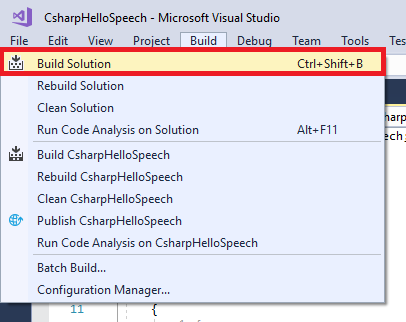 CsharpHelloSpeech - Microsoft Visual Studio
File Edit View Project Build Debug Team Tools Test
Build Solution Ctrl+Shift+B
Rebuild Solution
Clean Solution
Run Code Analysis on Solution Alt+F11
Build CsharpHelloSpeech
Rebuild CsharpHelloSpeech
Clean CsharpHelloSpeech
Publish CsharpHelloSpeech
Run Code Analysis on CsharpHelloSpeech
Batch Build...
Configuration Manager...
11 {